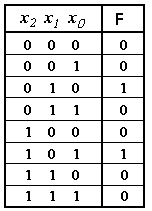 x2 x1 x0 F
0 0 0 0
0 0 1 0
0 1 0 1
0 1 1 0
1 0 0 0
1 0 1 1
1 1 0 0
1 1 1 0